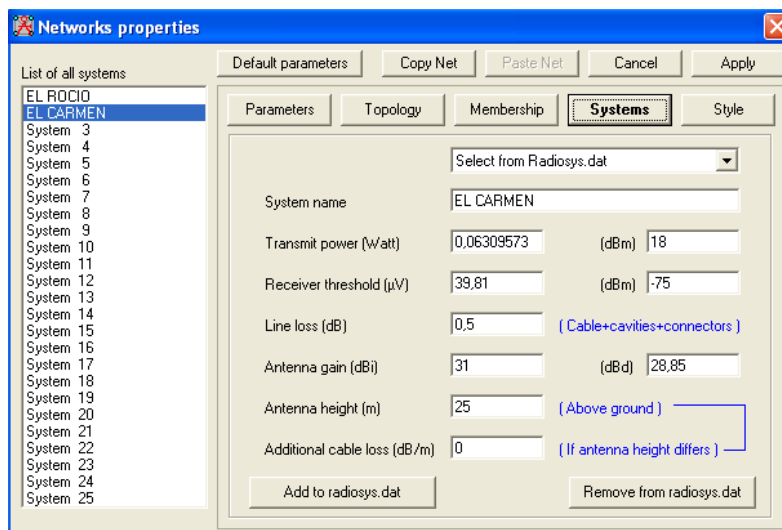 Networks properties
Default parameters Copy Net Paste Net Cancel Apply
List of all systems
EL ROCIO
EL CARMEN
System 3
System 4
System 5
System 6
System 7
System 8
System 9
System 10
System 11
System 12
System 13
System 14
System 15
System 16
System 17
System 18
System 19
System 20
System 21
System 22
System 23
System 24
System 25
Parameters Topology Membership Systems Style
Select from Radiosys.dat
System name EL CARMEN
Transmit power (Watt) 0,06309573 (dBm) 18
Receiver threshold (µV) 39,81 (dBm) -75
Line loss (dB) 0,5 ( Cable+cavities+connectors )
Antenna gain (dBi) 31 (dBd) 28,85
Antenna height (m) 25 ( Above ground )
Additional cable loss (dB/m) 0 ( If antenna height differs )
Add to radiosys.dat Remove from radiosys.dat